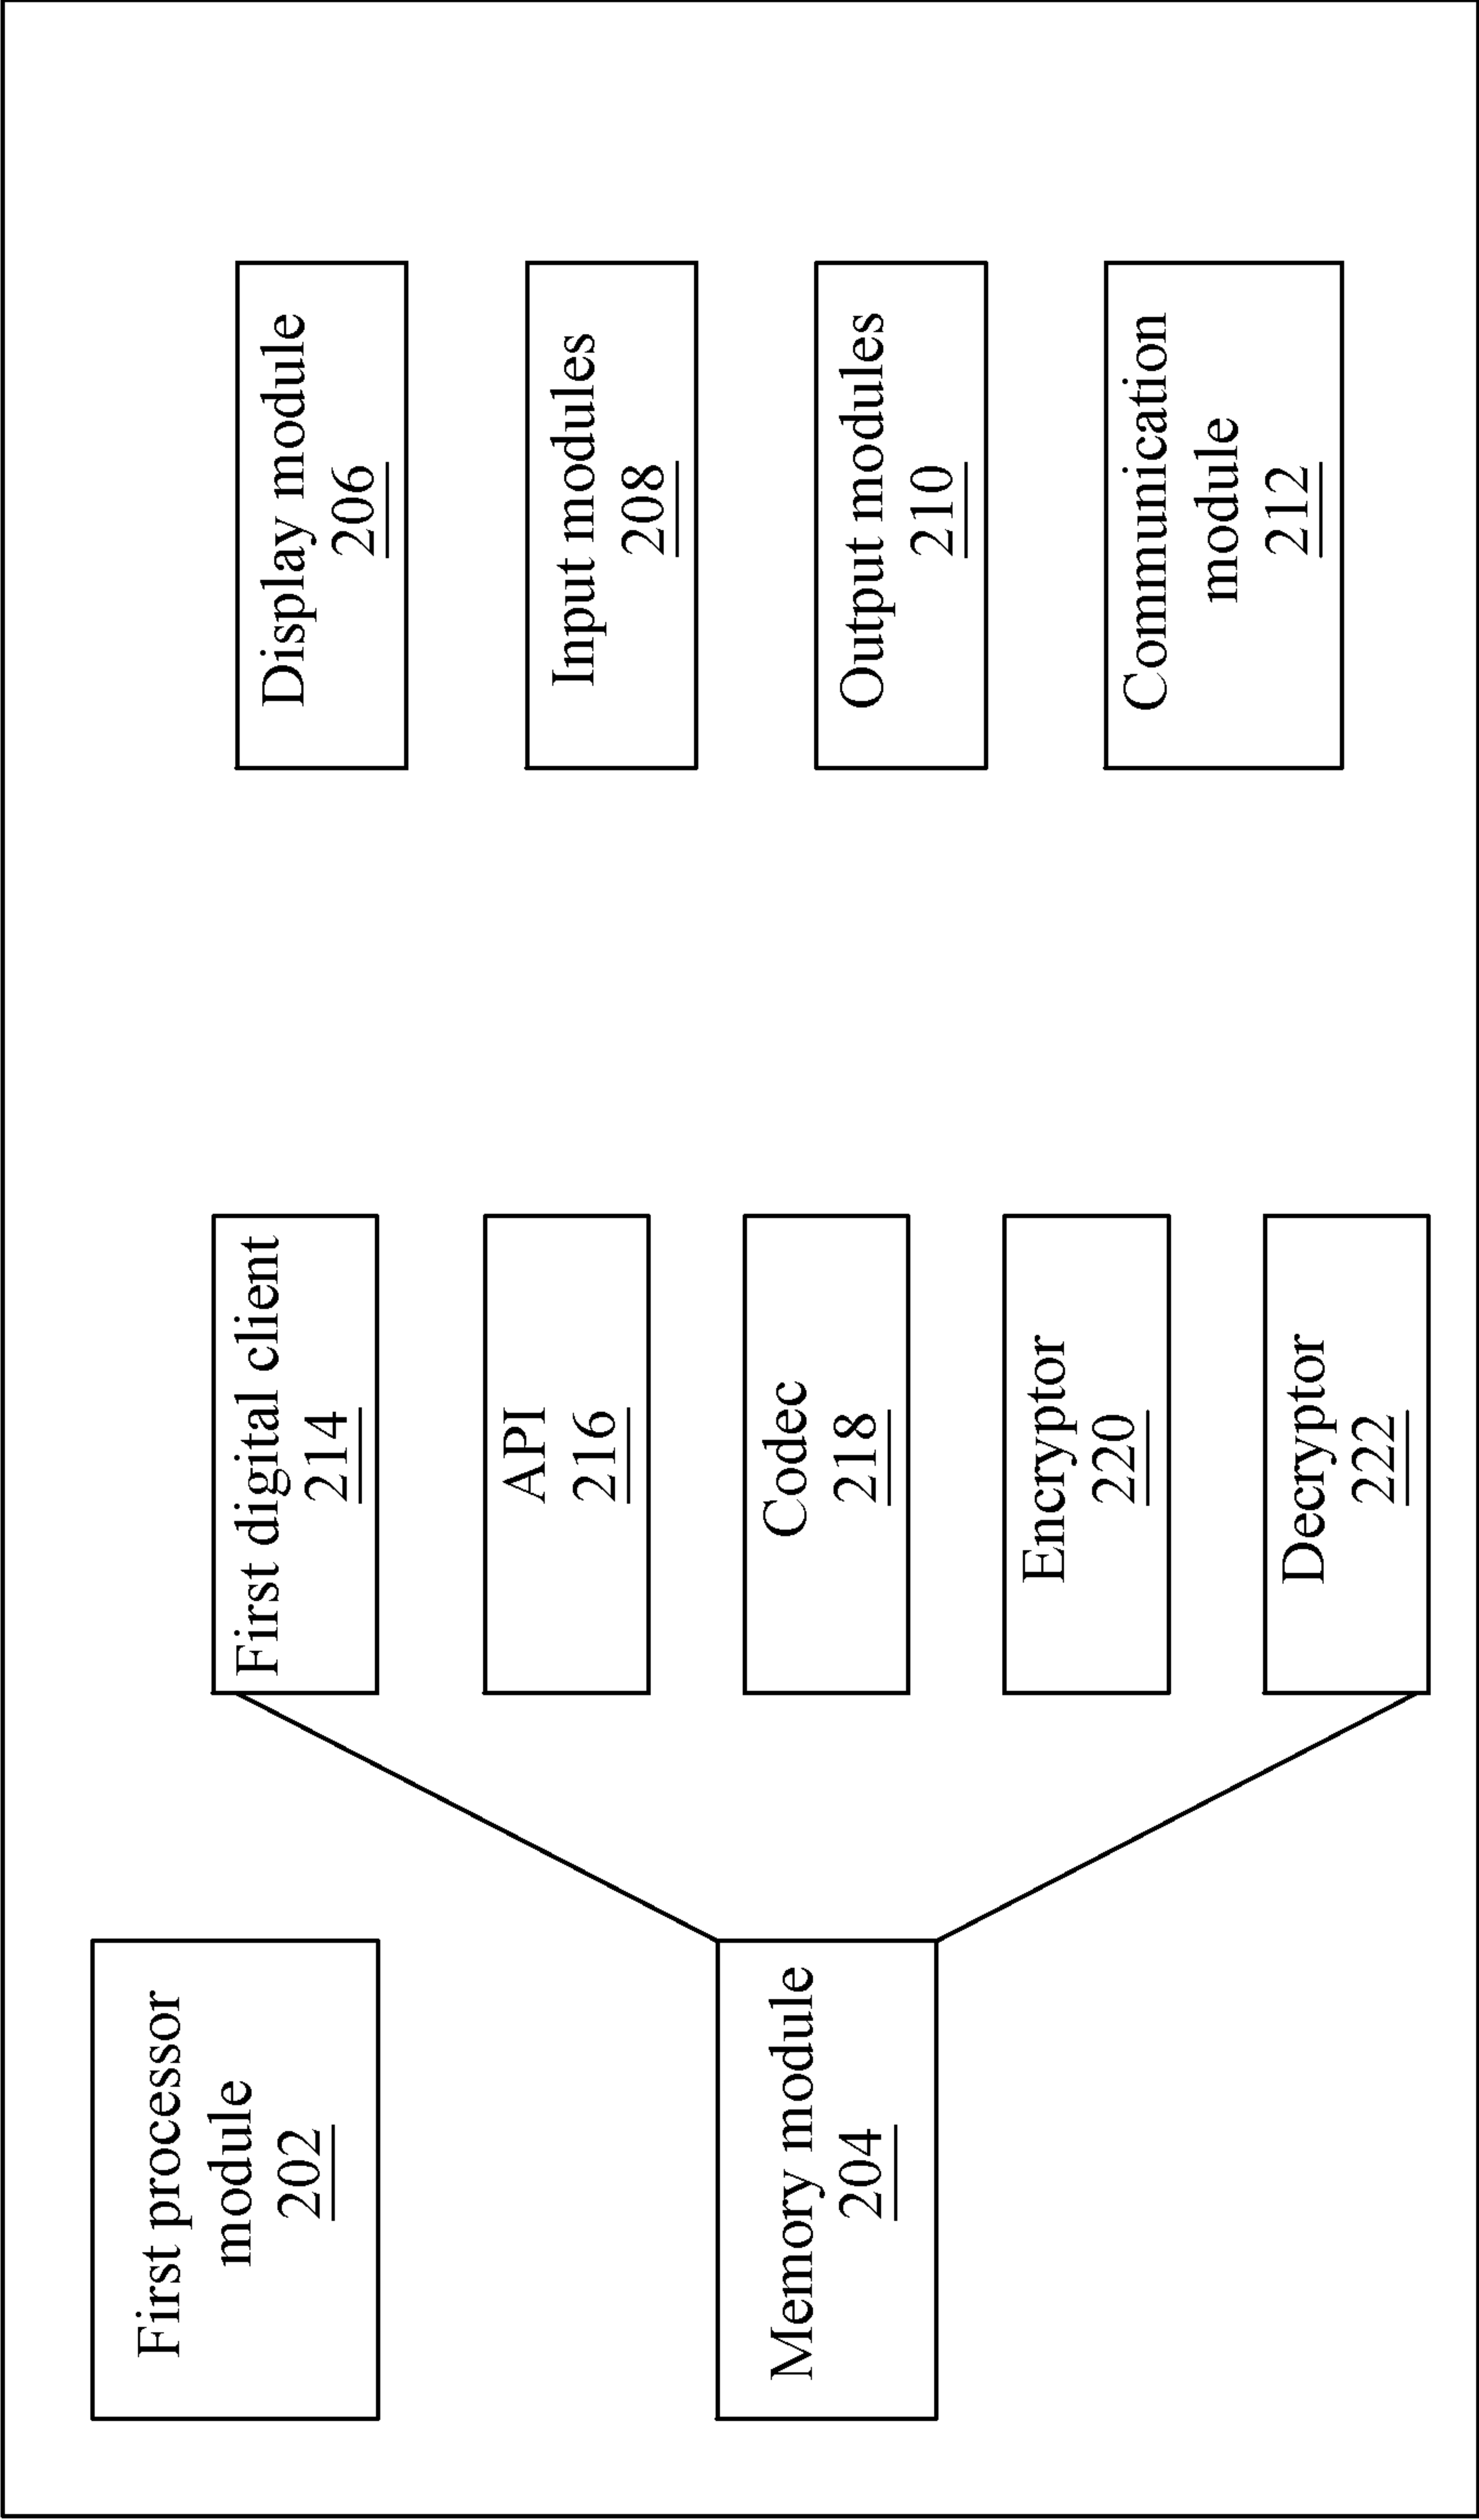 First processor
module
202
Memory module
204
First digital client
214
API
216
Codec
218
Encryptor
220
Decryptor
222
Display module
206
Input modules
208
Output modules
210
Communication
module
212